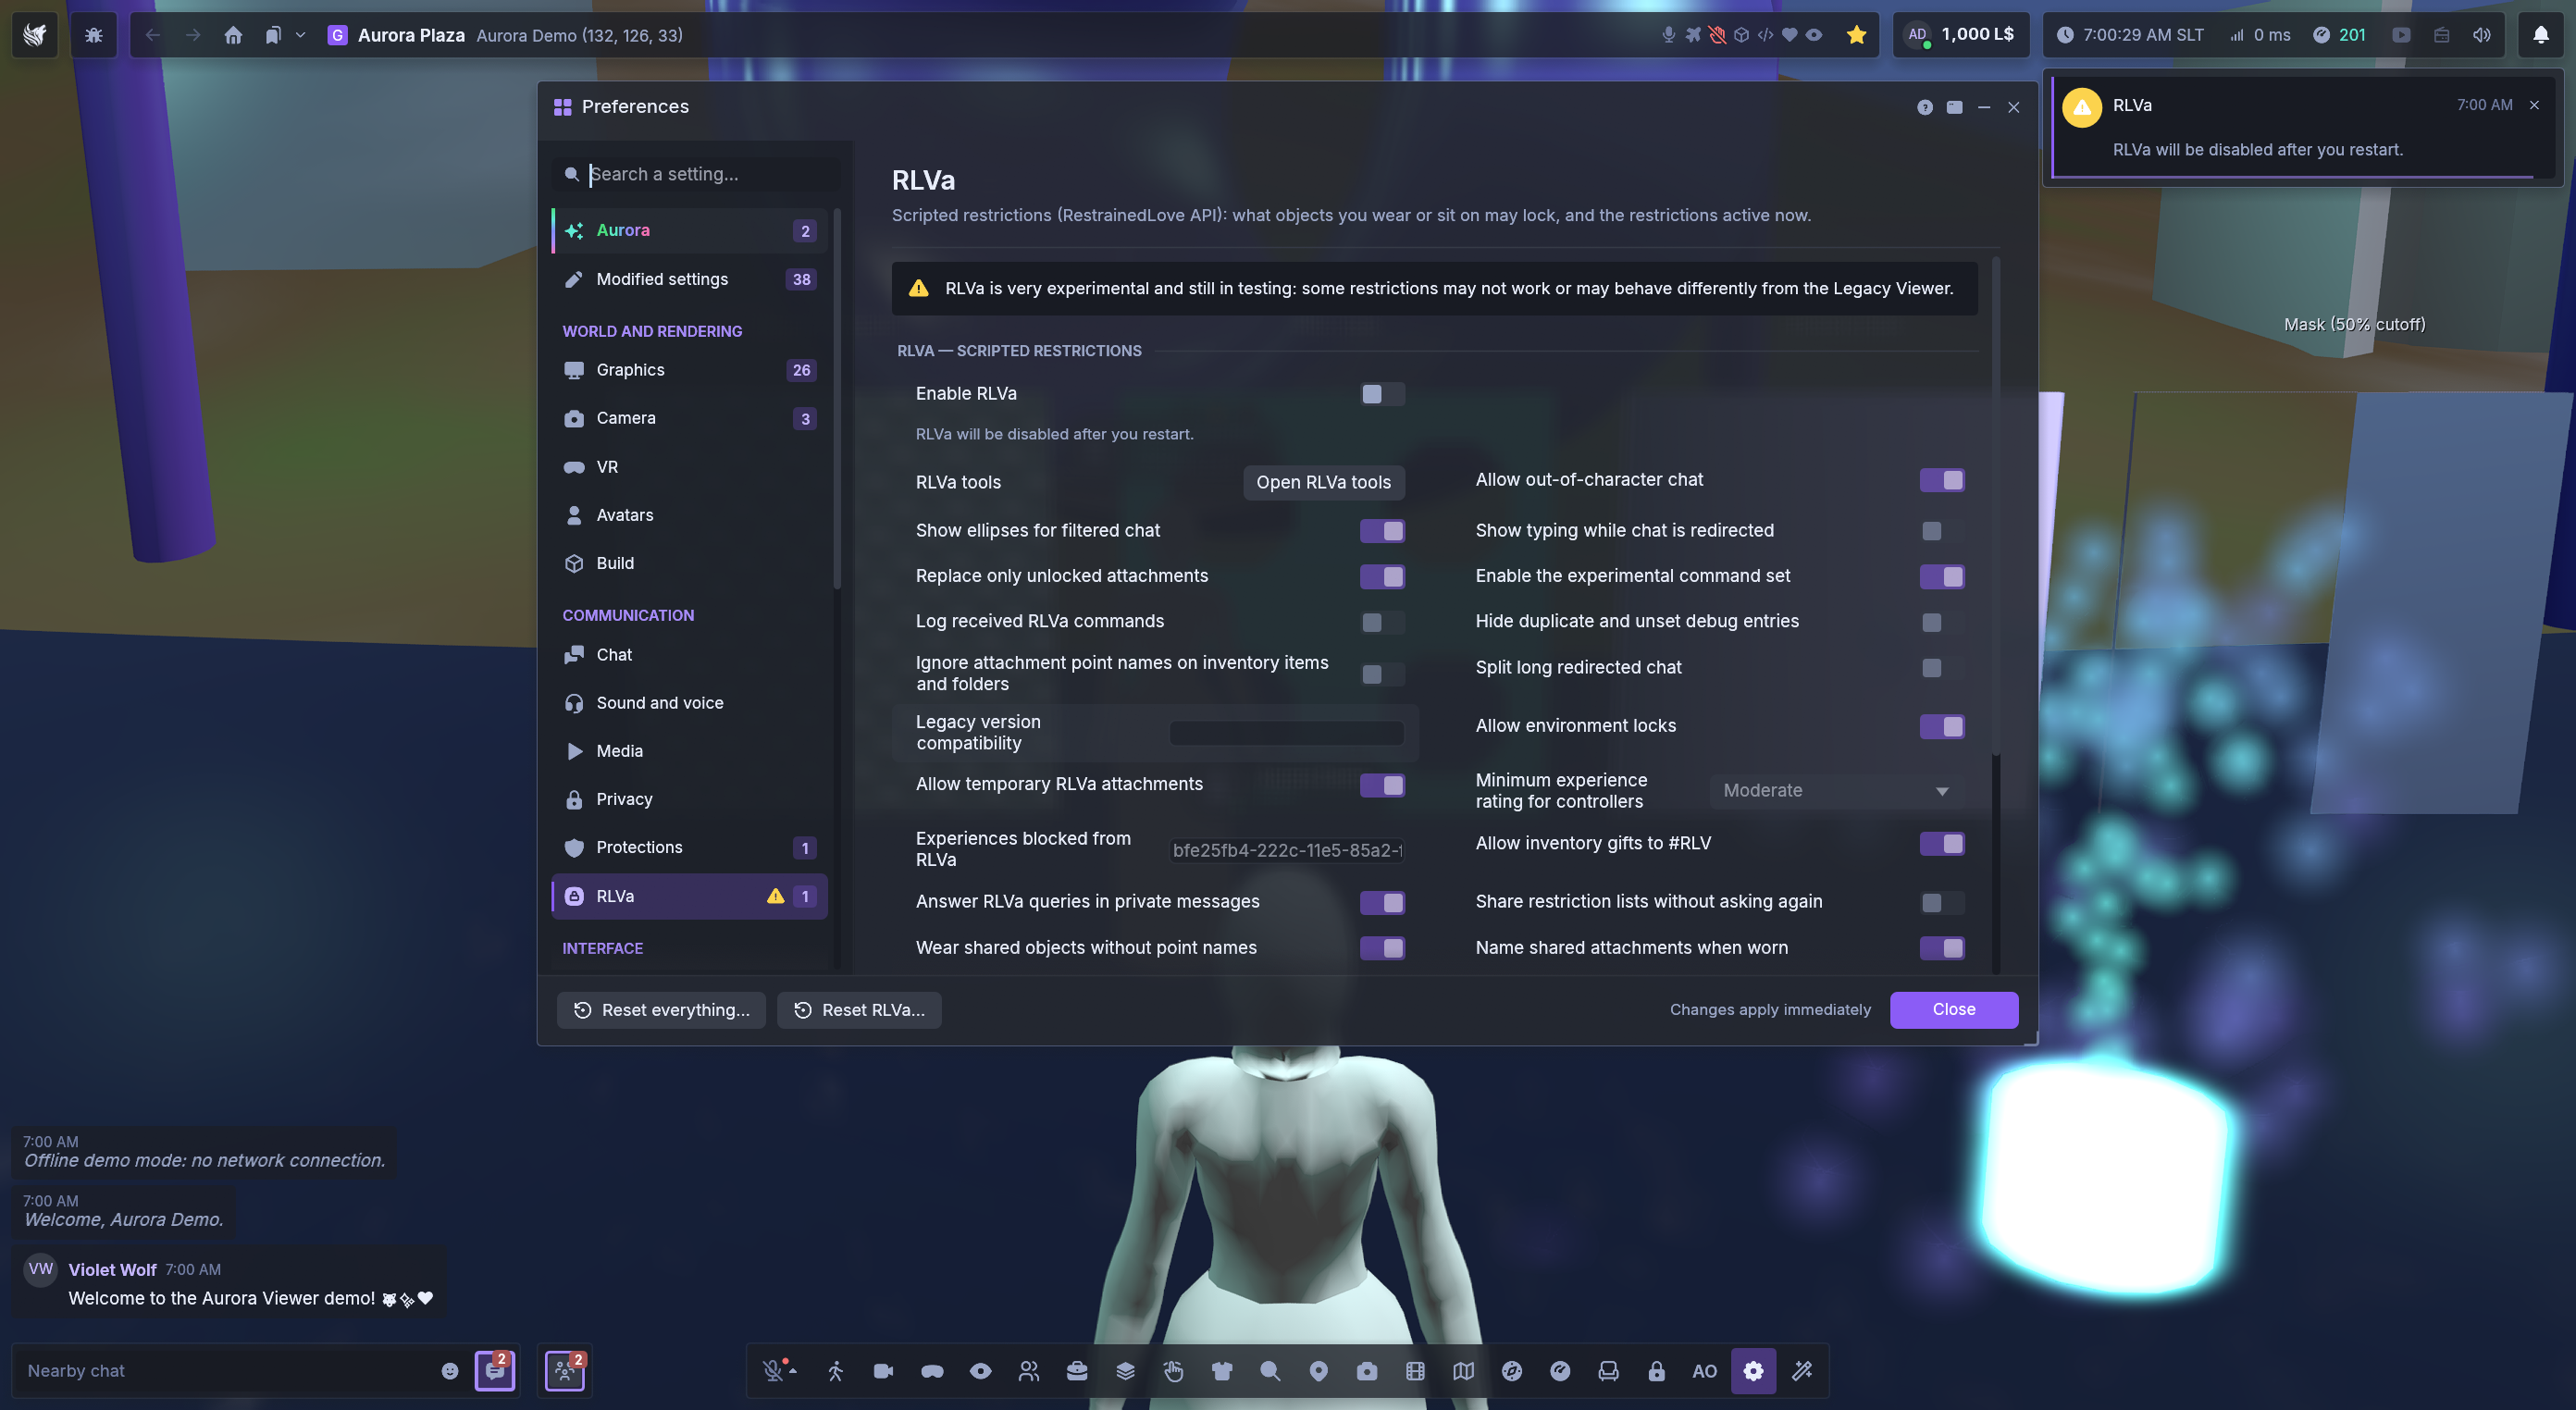 G Aurora Plaza Aurora Demo (132, 126, 33)
AD 1,000 L$
7:00:29 AM SLT 0 ms 201
Preferences
RLVa 7:00 AM
RLVa will be disabled after you restart.
Search a setting...
Aurora 2
Modified settings 38
WORLD AND RENDERING
Graphics 26
Camera 3
VR
Avatars
Build
COMMUNICATION
Chat
Sound and voice
Media
Privacy
Protections 1
RLVa 1
INTERFACE
RLVa
Scripted restrictions (RestrainedLove API): what objects you wear or sit on may lock, and the restrictions active now.
RLVa is very experimental and still in testing: some restrictions may not work or may behave differently from the Legacy Viewer.
RLVA — SCRIPTED RESTRICTIONS
Enable RLVa
RLVa will be disabled after you restart.
RLVa tools Open RLVa tools
Allow out-of-character chat
Show ellipses for filtered chat
Show typing while chat is redirected
Replace only unlocked attachments
Enable the experimental command set
Log received RLVa commands
Hide duplicate and unset debug entries
Ignore attachment point names on inventory items
and folders
Split long redirected chat
Legacy version
compatibility
Allow environment locks
Allow temporary RLVa attachments
Minimum experience
rating for controllers
Moderate
Experiences blocked from
RLVa
bfe25fb4-222c-11e5-85a2-
Allow inventory gifts to #RLV
Answer RLVa queries in private messages
Share restriction lists without asking again
Wear shared objects without point names
Name shared attachments when worn
Reset everything...
Reset RLVa...
Changes apply immediately
Close
Mask (50% cutoff)
7:00 AM
Offline demo mode: no network connection.
7:00 AM
Welcome, Aurora Demo.
VW Violet Wolf 7:00 AM
Welcome to the Aurora Viewer demo!
Nearby chat
2
2
AO